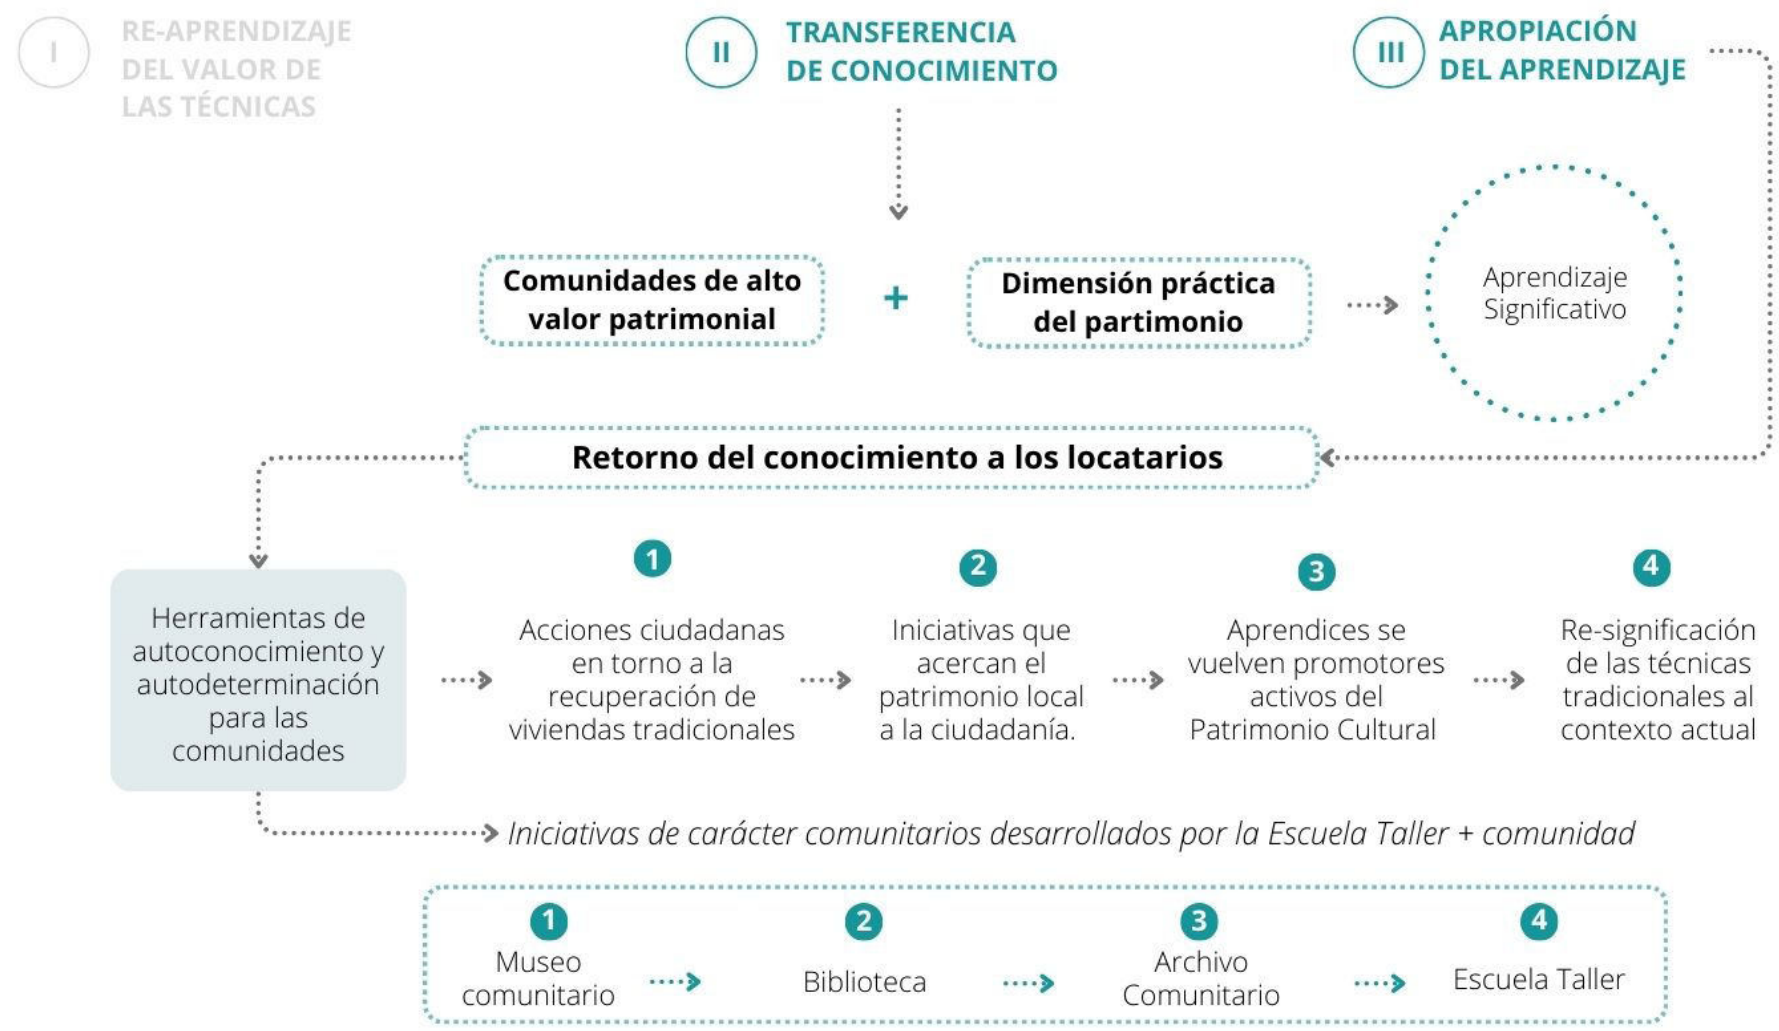 I
RE-APRENDIZAJE
DEL VALOR DE
LAS TÉCNICAS
II
TRANSFERENCIA
DE CONOCIMIENTO
III
APROPIACIÓN
DEL APRENDIZAJE
Comunidades de alto
valor patrimonial
+
Dimensión práctica
del partimonio
Aprendizaje
Significativo
Retorno del conocimiento a los locatarios
Herramientas de
autoconocimiento y
autodeterminación
para las
comunidades
1
Acciones ciudadanas
en torno a la
recuperación de
viviendas tradicionales
2
Iniciativas que
acercan el
patrimonio local
a la ciudadanía.
3
Aprendices se
vuelven promotores
activos del
Patrimonio Cultural
4
Re-significación
de las técnicas
tradicionales al
contexto actual
Iniciativas de carácter comunitarios desarrollados por la Escuela Taller + comunidad
1
Museo
comunitario
2
Biblioteca
3
Archivo
Comunitario
4
Escuela Taller